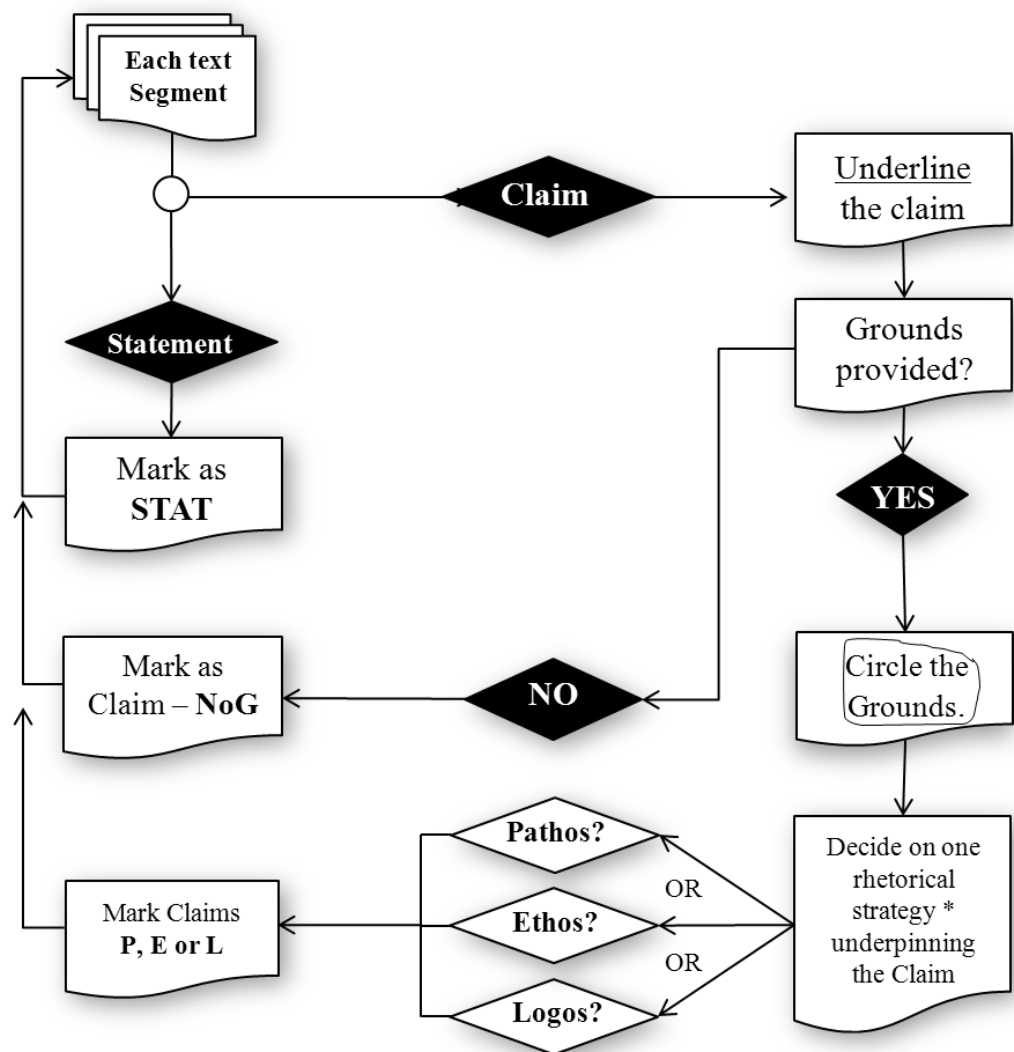 Each text
Segment
Claim
Underline
the claim
Statement
Grounds
provided?
Mark as
STAT
YES
Mark as
Claim – NoG
NO
Circle the
Grounds.
Pathos?
OR
Ethos?
OR
Logos?
Decide on one
rhetorical
strategy *
underpinning
the Claim
Mark Claims
P, E or L